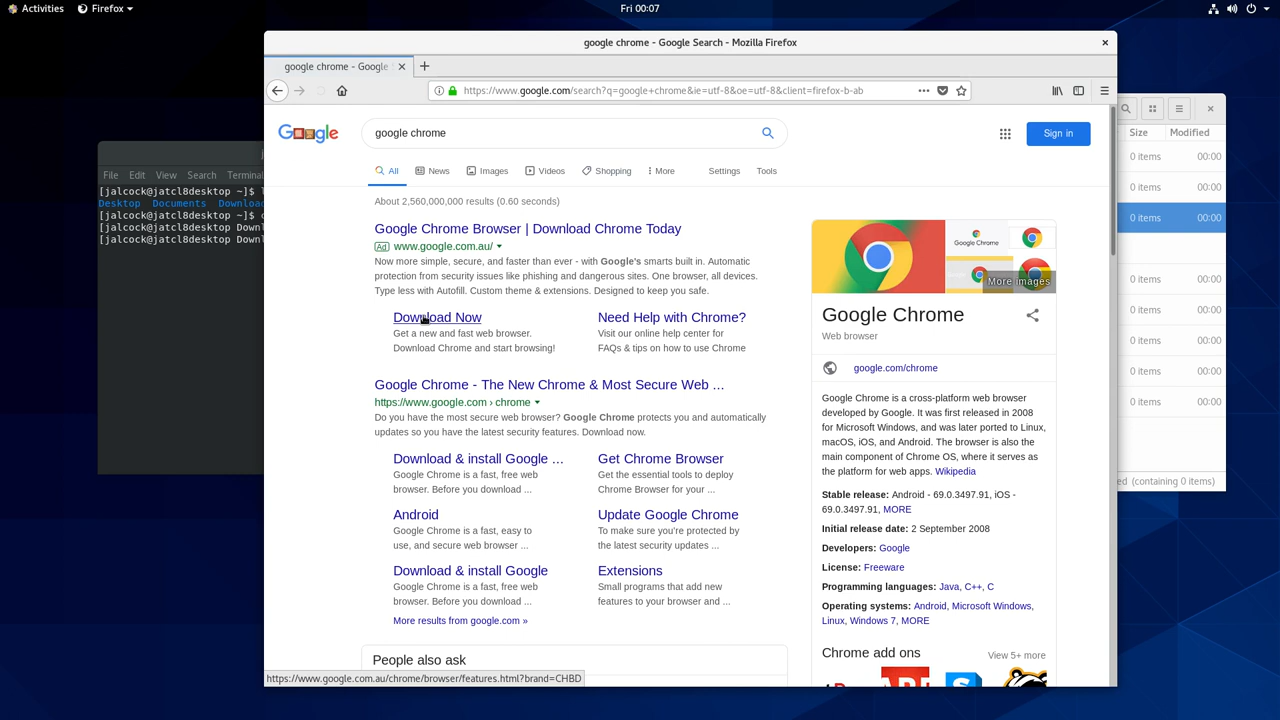 Activities Firefox Fri 00:07
google chrome - Google Search - Mozilla Firefox
google chrome - Google
https://www.google.com/search?q=google+chrome&ie=utf-8&oe=utf-8&client=firefox-b-ab
File Edit View Search Terminal
[jalcock@jatcl8desktop ~]$
Desktop Documents
[jalcock@jatcl8desktop ~]$
[jalcock@jatcl8desktop
[jalcock@jatcl8desktop
Google
google chrome
Sign in
All News Images Videos Shopping More Settings Tools
About 2,560,000,000 results (0.60 seconds)
Google Chrome Browser | Download Chrome Today
Ad www.google.com.au/
Now more simple, secure, and faster than ever - with Google's smarts built in. Automatic
protection from security issues like phishing and dangerous sites. One browser, all devices.
Type less with Autofill. Custom theme & extensions. Designed to keep you safe.
Download Now
Get a new and fast web browser.
Download Chrome and start browsing!
Need Help with Chrome?
Visit our online help center for
FAQs & tips on how to use Chrome
Google Chrome - The New Chrome & Most Secure Web ...
https://www.google.com › chrome
Do you have the most secure web browser? Google Chrome protects you and automatically
updates so you have the latest security features. Download now.
Download & install Google ...
Google Chrome is a fast, free web
browser. Before you download ...
Get Chrome Browser
Get the essential tools to deploy
Chrome Browser for your ...
Android
Google Chrome is a fast, easy to
use, and secure web browser ...
Update Google Chrome
To make sure you're protected by
the latest security updates ...
Download & install Google
Google Chrome is a fast, free web
browser. Before you download ...
Extensions
Small programs that add new
features to your browser and ...
More results from google.com »
People also ask
https://www.google.com.au/chrome/browser/features.html?brand=CHBD
Google Chrome
More images
Google Chrome
Web browser
google.com/chrome
Google Chrome is a cross-platform web browser
developed by Google. It was first released in 2008
for Microsoft Windows, and was later ported to Linux,
macOS, iOS, and Android. The browser is also the
main component of Chrome OS, where it serves as
the platform for web apps. Wikipedia
Stable release: Android - 69.0.3497.91, iOS -
69.0.3497.91, MORE
Initial release date: 2 September 2008
Developers: Google
License: Freeware
Programming languages: Java, C++, C
Operating systems: Android, Microsoft Windows,
Linux, Windows 7, MORE
Chrome add ons
View 5+ more
Size Modified
0 items 00:00
0 items 00:00
0 items 00:00
0 items 00:00
0 items 00:00
0 items 00:00
0 items 00:00
0 items 00:00
(containing 0 items)